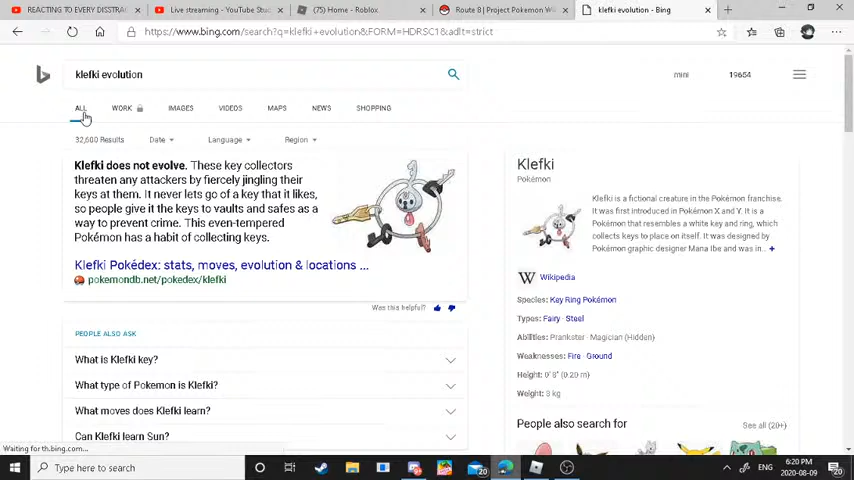 REACTING TO EVERY DISSTRA
Live streaming - YouTube Stu
(75) Home - Roblox
Route 8 | Project Pokemon Wi
klefki evolution - Bing
https://www.bing.com/search?q=klefki+evolution&FORM=HDRSC1&adlt=strict
klefki evolution
mini
19654
ALL WORK IMAGES VIDEOS MAPS NEWS SHOPPING
32,600 Results Date Language Region
Klefki does not evolve. These key collectors
threaten any attackers by fiercely jingling their
keys at them. It never lets go of a key that it likes,
so people give it the keys to vaults and safes as a
way to prevent crime. This even-tempered
Pokémon has a habit of collecting keys.
Klefki Pokédex: stats, moves, evolution & locations ...
pokemondb.net/pokedex/klefki
Was this helpful?
PEOPLE ALSO ASK
What is Klefki key?
What type of Pokemon is Klefki?
What moves does Klefki learn?
Can Klefki learn Sun?
Klefki
Pokémon
Klefki is a fictional creature in the Pokémon franchise.
It was first introduced in Pokémon X and Y. It is a
Pokémon that resembles a white key and ring, which
collects keys to place on itself. It was designed by
Pokémon graphic designer Mana Ibe and was in.. +
W Wikipedia
Species: Key Ring Pokémon
Types: Fairy · Steel
Abilities: Prankster · Magician (Hidden)
Weaknesses: Fire · Ground
Height: 0' 8" (0.20 m)
Weight: 3 kg
People also search for
See all (20+)
Waiting for th.bing.com...
Type here to search
20
ENG
6:20 PM
2020-08-09
20